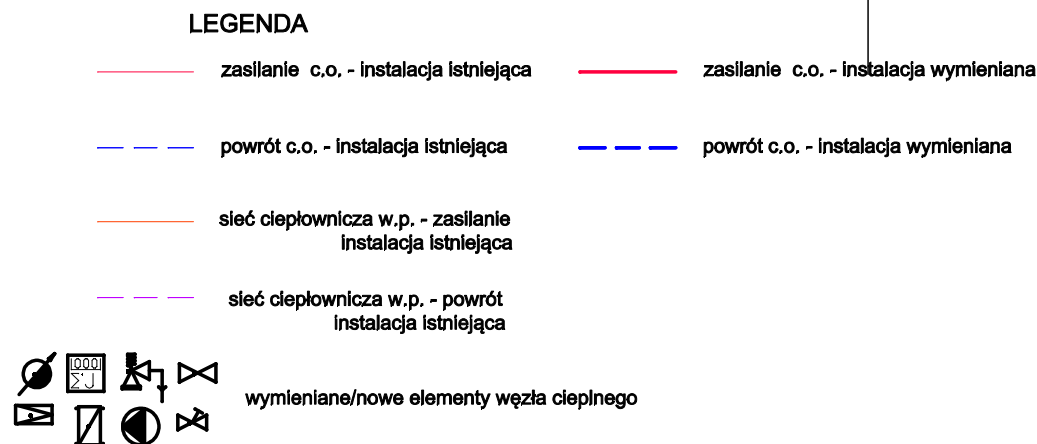 LEGENDA
zasilanie c.o. - instalacja istniejąca
zasilanie c.o. - instalacja wymieniana
powrót c.o. - instalacja istniejąca
powrót c.o. - instalacja wymieniana
sieć ciepłownicza w.p. - zasilanie
instalacja istniejąca
sieć ciepłownicza w.p. - powrót
instalacja istniejąca
1000
Σ'J
wymieniane/nowe elementy węzła cieplnego